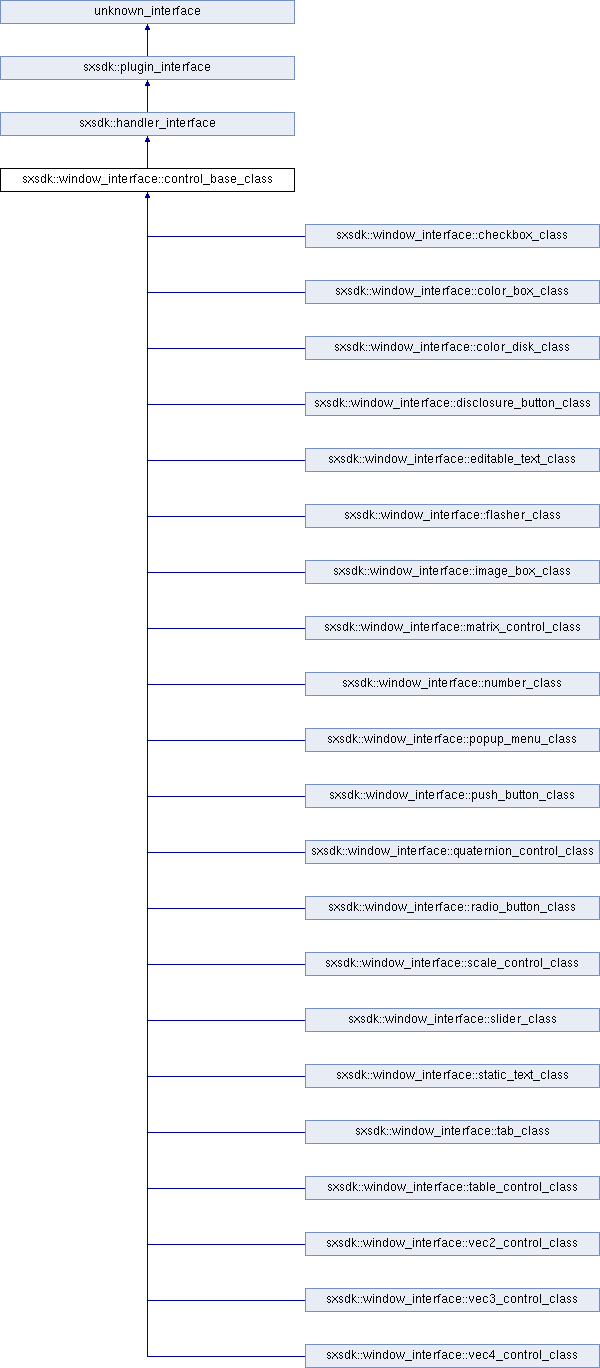 unknown_interface
sxsdk::plugin_interface
sxsdk::handler_interface
sxsdk::window_interface::control_base_class
sxsdk::window_interface::checkbox_class
sxsdk::window_interface::color_box_class
sxsdk::window_interface::color_disk_class
sxsdk::window_interface::disclosure_button_class
sxsdk::window_interface::editable_text_class
sxsdk::window_interface::flasher_class
sxsdk::window_interface::image_box_class
sxsdk::window_interface::matrix_control_class
sxsdk::window_interface::number_class
sxsdk::window_interface::popup_menu_class
sxsdk::window_interface::push_button_class
sxsdk::window_interface::quaternion_control_class
sxsdk::window_interface::radio_button_class
sxsdk::window_interface::scale_control_class
sxsdk::window_interface::slider_class
sxsdk::window_interface::static_text_class
sxsdk::window_interface::tab_class
sxsdk::window_interface::table_control_class
sxsdk::window_interface::vec2_control_class
sxsdk::window_interface::vec3_control_class
sxsdk::window_interface::vec4_control_class